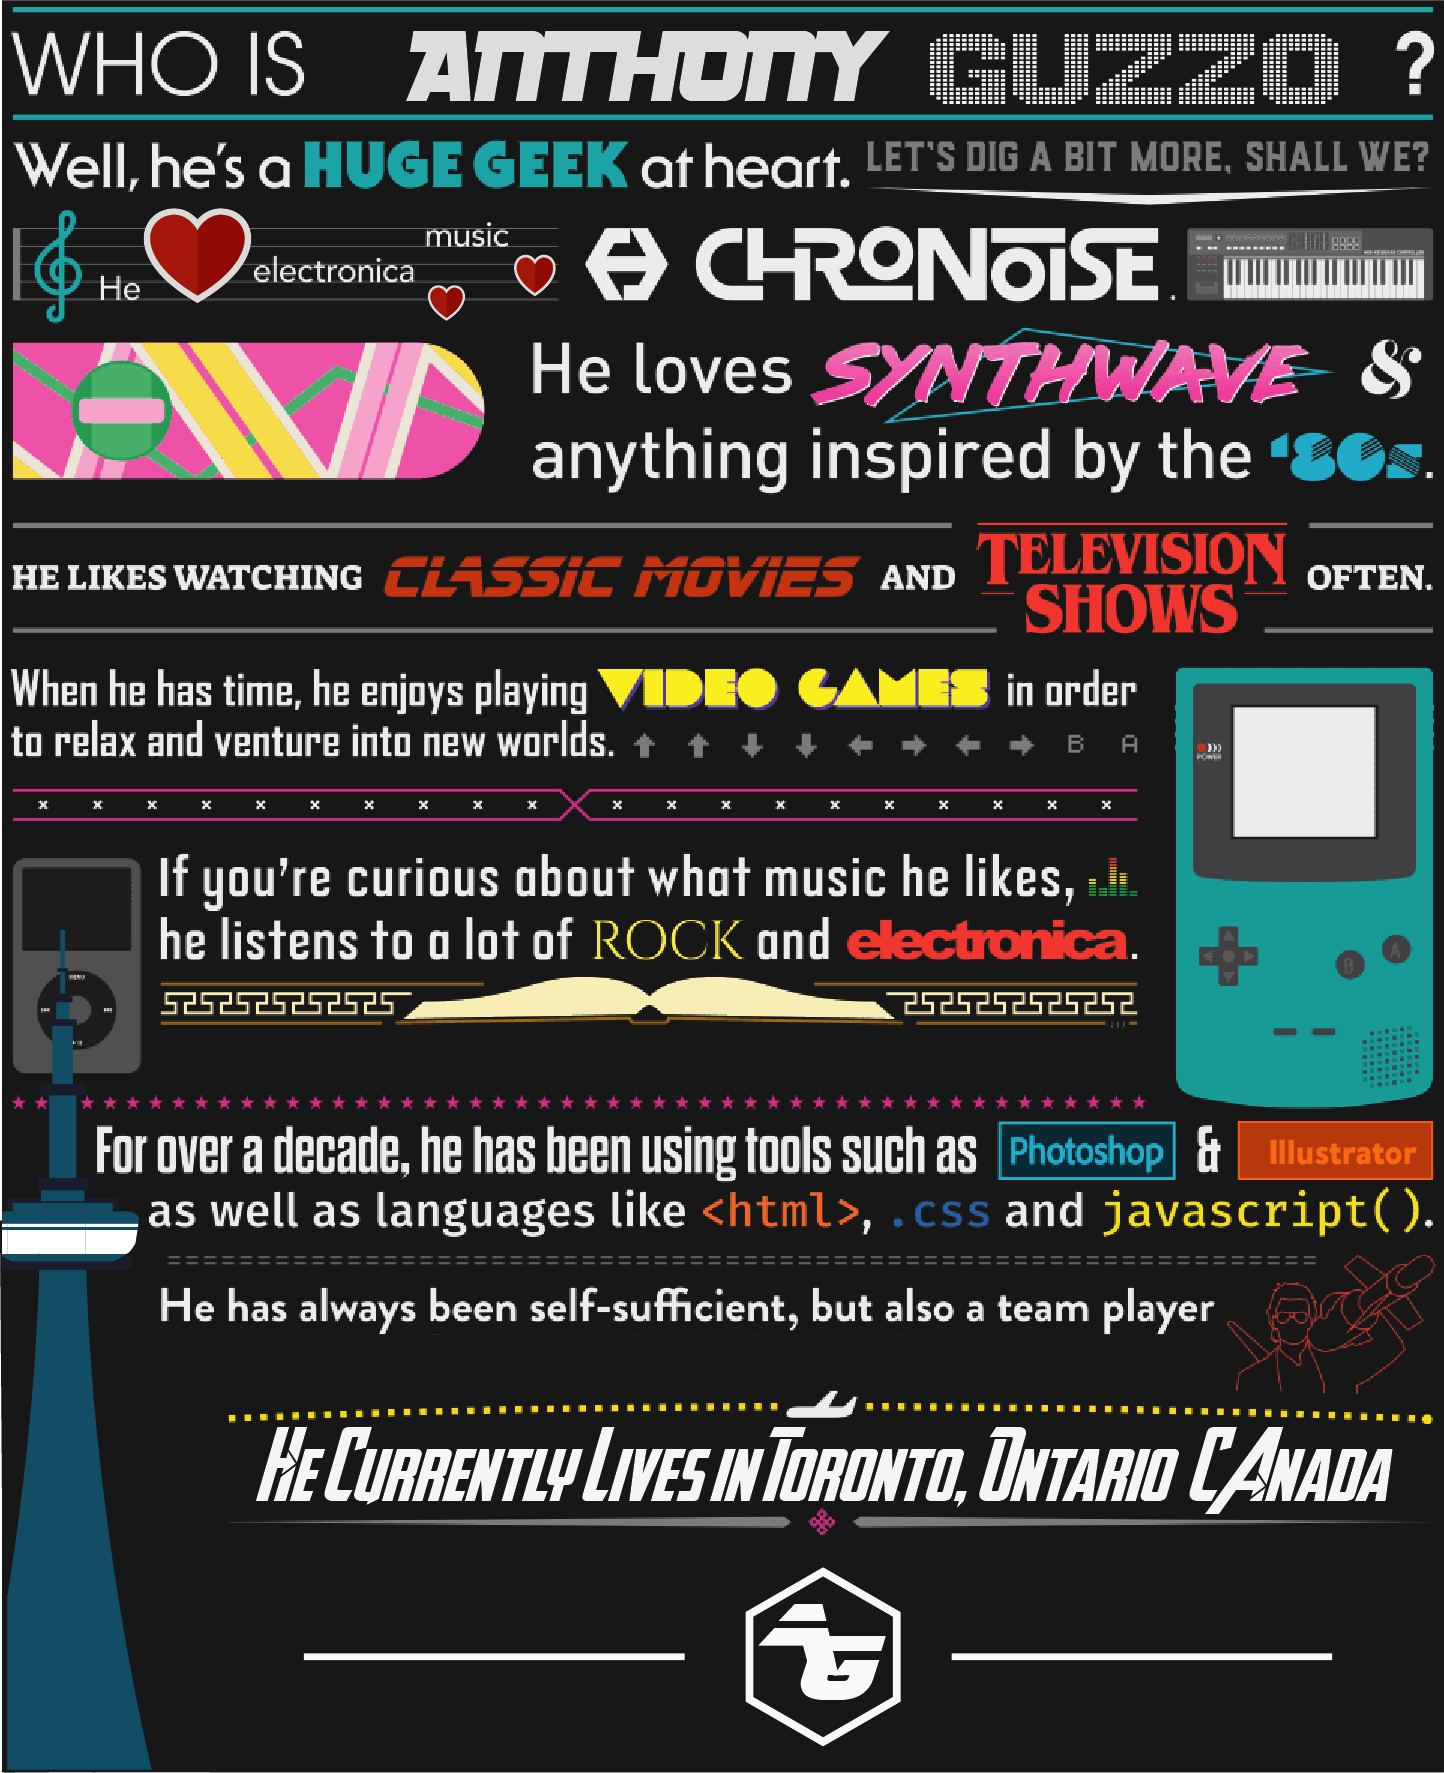 WHO IS ANTHONY GUZZO ?
Well, he's a HUGE GEEK at heart. LET'S DIG A BIT MORE, SHALL WE?
He electronica music CHRONOISE.
He loves SYNTHWAVE &
anything inspired by the '80s.
HE LIKES WATCHING CLASSIC MOVIES AND TELEVISION SHOWS OFTEN.
When he has time, he enjoys playing VIDEO GAMES in order
to relax and venture into new worlds. B A
POWER
If you're curious about what music he likes,
he listens to a lot of ROCK and electronica.
B A
MENU
For over a decade, he has been using tools such as Photoshop & Illustrator
as well as languages like <html>, .css and javascript().
He has always been self-sufficient, but also a team player
HE CURRENTLY LIVES IN TORONTO, ONTARIO CANADA
AG